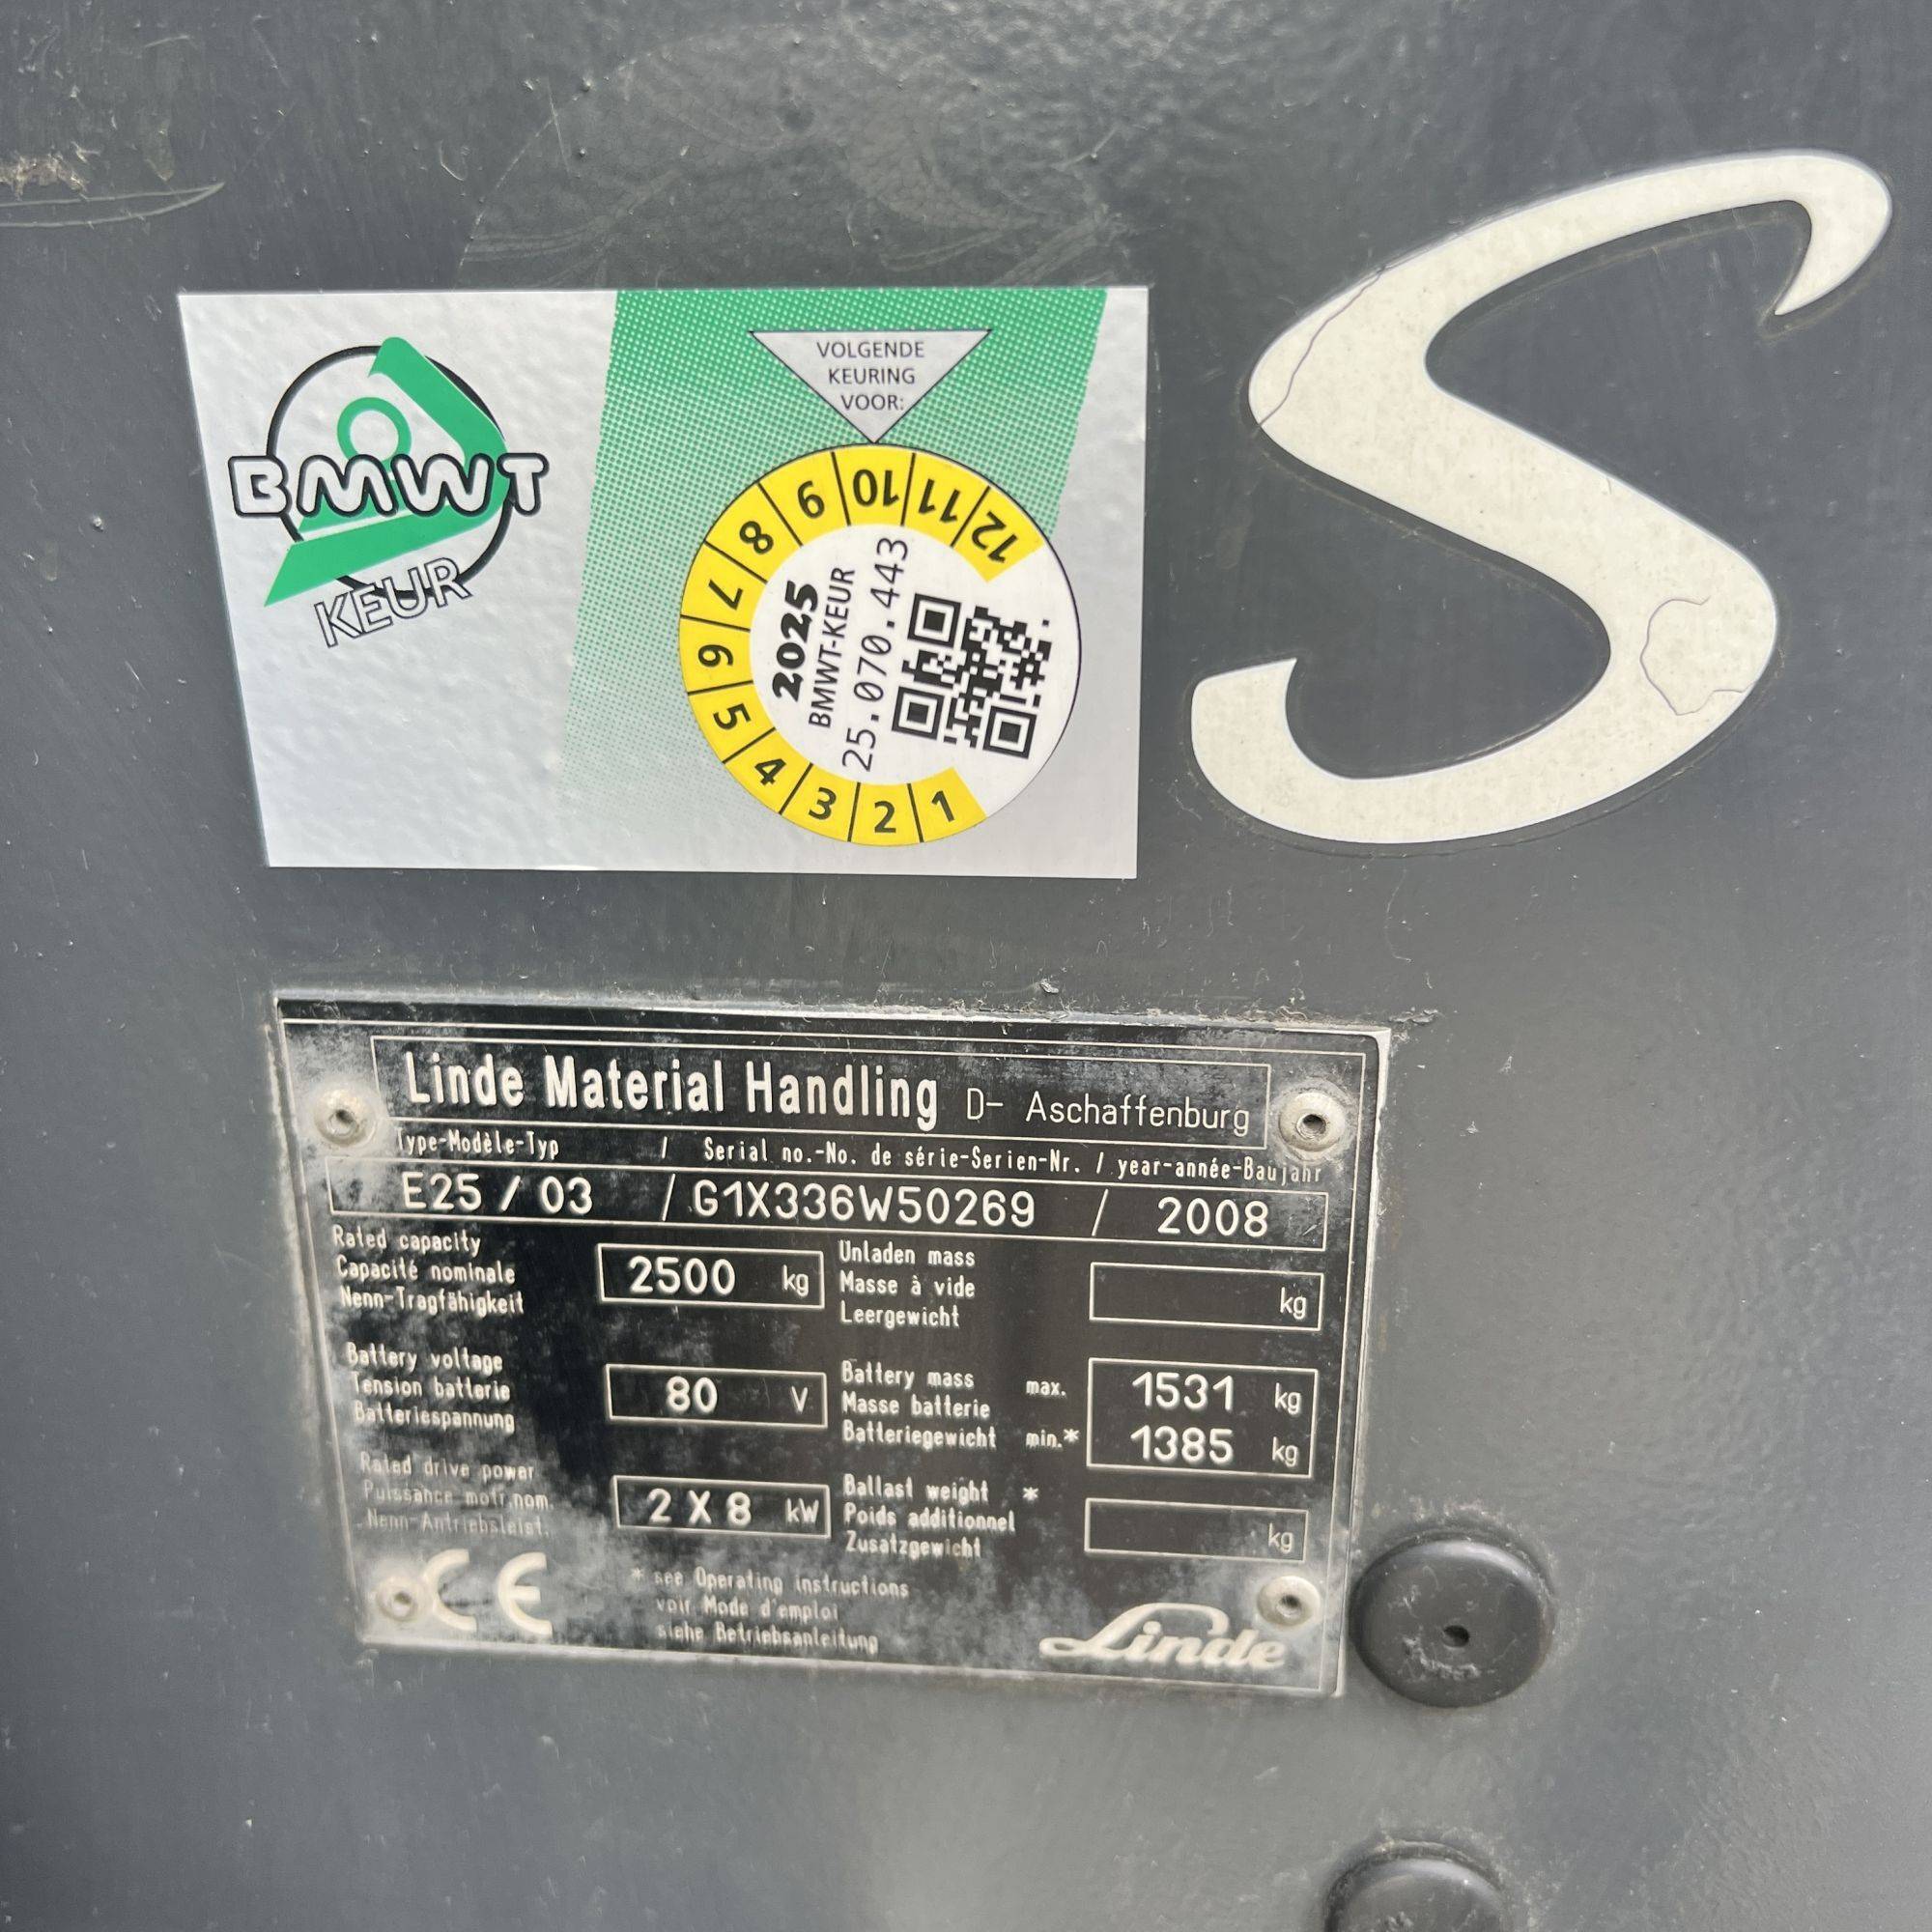 S
BMWT
KEUR
VOLGENDE
KEURING
VOOR:
1 2 3 4 5 6 7 8 9 10 11 12
2025
BMWT-KEUR
25.070.443
Linde Material Handling D- Aschaffenburg
Type-Modèle-Typ / Serial no.-No. de série-Serien-Nr. / year-année-Baujahr
E25 / 03 / G1X336W50269 / 2008
Rated capacity
Capacité nominale
Nenn-Tragfähigkeit
2500 kg
Unladen mass
Masse à vide
Leergewicht
kg
Battery voltage
Tension batterie
Batteriespannung
80 V
Battery mass max.
Masse batterie
Batteriegewicht min.*
1531 kg
1385 kg
Rated drive power
Puissance motr.nom.
Nenn-Antriebsleist.
2 X 8 kW
Ballast weight *
Poids additionnel
Zusatzgewicht
kg
CE
* see Operating instructions
voir Mode d'emploi
siehe Betriebsanleitung
Linde